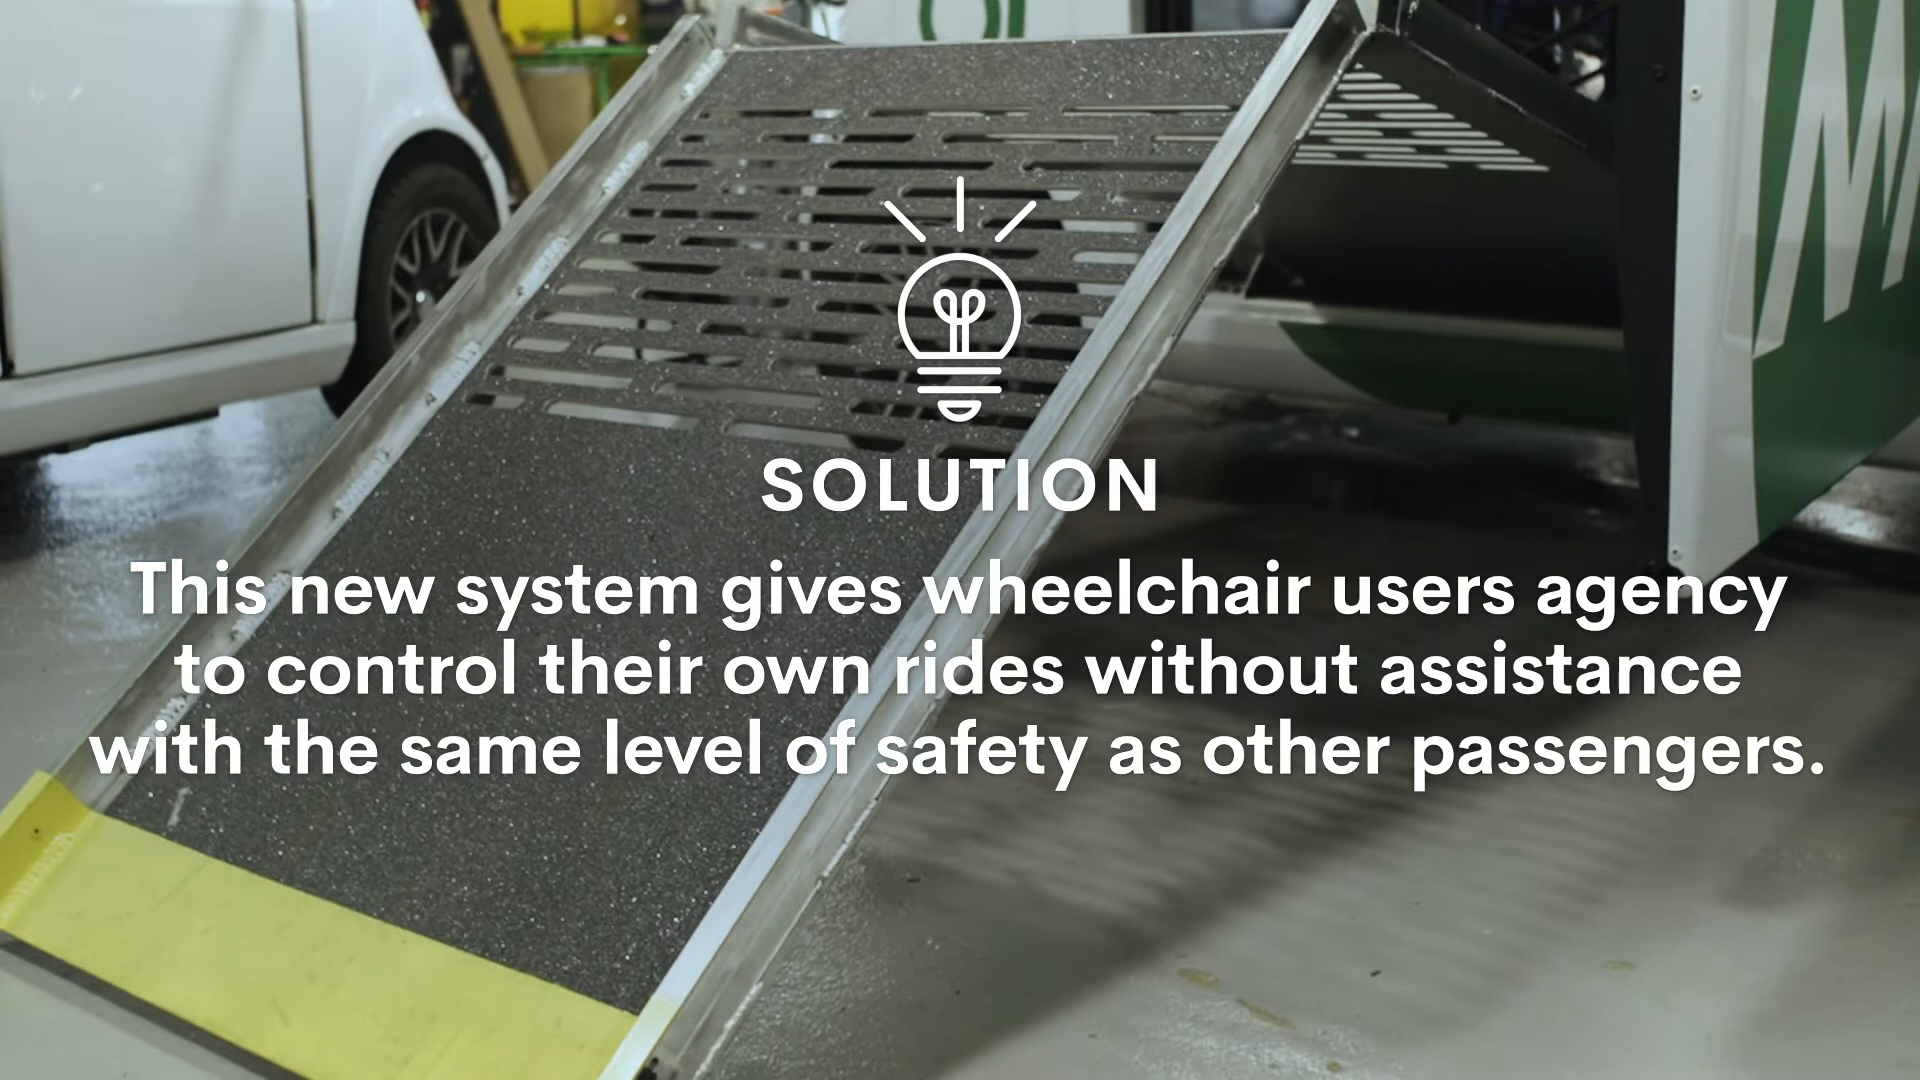 SOLUTION
This new system gives wheelchair users agency
to control their own rides without assistance
with the same level of safety as other passengers.